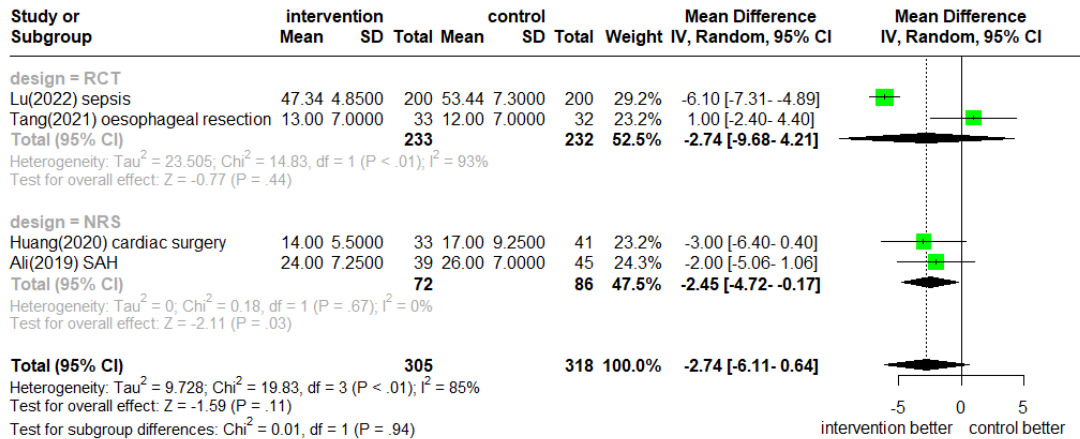 Study or intervention control Mean Difference Mean Difference
Subgroup Mean SD Total Mean SD Total Weight IV, Random, 95% CI IV, Random, 95% CI
design = RCT
Lu(2022) sepsis 47.34 4.8500 200 53.44 7.3000 200 29.2% -6.10 [-7.31- -4.89]
Tang(2021) oesophageal resection 13.00 7.0000 33 12.00 7.0000 32 23.2% 1.00 [-2.40- 4.40]
Total (95% CI) 233 232 52.5% -2.74 [-9.68- 4.21]
Heterogeneity: Tau² = 23.505; Chi² = 14.83, df = 1 (P < .01); I² = 93%
Test for overall effect: Z = -0.77 (P = .44)
design = NRS
Huang(2020) cardiac surgery 14.00 5.5000 33 17.00 9.2500 41 23.2% -3.00 [-6.40- 0.40]
Ali(2019) SAH 24.00 7.2500 39 26.00 7.0000 45 24.3% -2.00 [-5.06- 1.06]
Total (95% CI) 72 86 47.5% -2.45 [-4.72- -0.17]
Heterogeneity: Tau² = 0; Chi² = 0.18, df = 1 (P = .67); I² = 0%
Test for overall effect: Z = -2.11 (P = .03)
Total (95% CI) 305 318 100.0% -2.74 [-6.11- 0.64]
Heterogeneity: Tau² = 9.728; Chi² = 19.83, df = 3 (P < .01); I² = 85%
Test for overall effect: Z = -1.59 (P = .11)
Test for subgroup differences: Chi² = 0.01, df = 1 (P = .94)
-5 0 5
intervention better control better